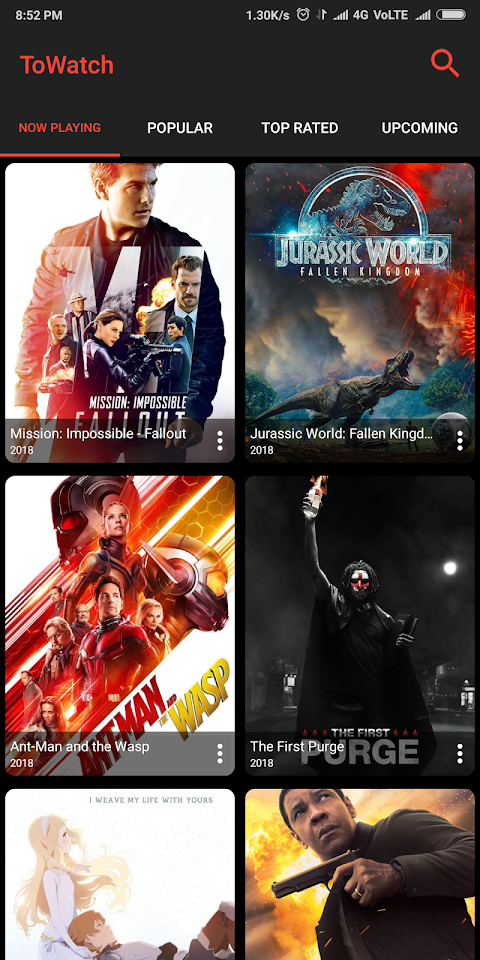 8:52 PM
1.30K/s 4G VoLTE
ToWatch
NOW PLAYING POPULAR TOP RATED UPCOMING
JURASSIC WORLD
FALLEN KINGDOM
MISSION: IMPOSSIBLE
FALLOUT
Mission: Impossible - Fallout
2018
Jurassic World: Fallen Kingd...
2018
ANT-MAN
AND THE
WASP
Ant-Man and the Wasp
2018
THE FIRST
PURGE
The First Purge
2018
I WEAVE MY LIFE WITH YOURS